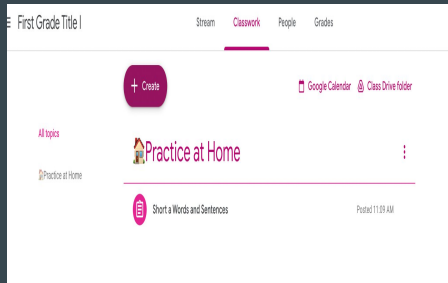 First Grade Title I
Stream Classwork People Grades
+ Create
Google Calendar Class Drive folder
All topics
🏠Practice at Home
🏠Practice at Home
Short a Words and Sentences Posted 11:09 AM